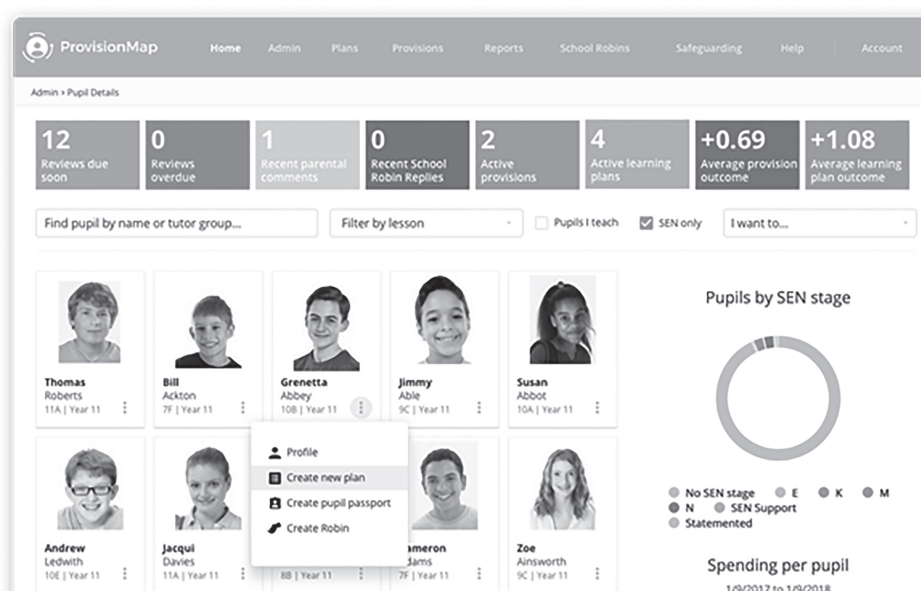 ProvisionMap Home Admin Plans Provisions Reports School Robins Safeguarding Help Account
Admin › Pupil Details
12 0 1 0 2 4 +0.69 +1.08
Reviews due Reviews Recent parental Recent School Active Active learning Average provision Average learning
soon overdue comments Robin Replies provisions plans outcome plan outcome
Find pupil by name or tutor group... Filter by lesson Pupils I teach SEN only I want to...
Pupils by SEN stage
Thomas Bill Grenetta Jimmy Susan
Roberts Ackton Abbey Able Abbot
11A | Year 11 7F | Year 11 10B | Year 11 9C | Year 11 10A | Year 11
Profile
Create new plan
Create pupil passport
Create Robin
No SEN stage E K M
N SEN Support
Statemented
Andrew Jacqui ameron Zoe
Ledwith Davies dams Ainsworth
10E | Year 11 11A | Year 11 8B | Year 11 7F | Year 11 9C | Year 11
Spending per pupil
1/9/2017 to 1/9/2018